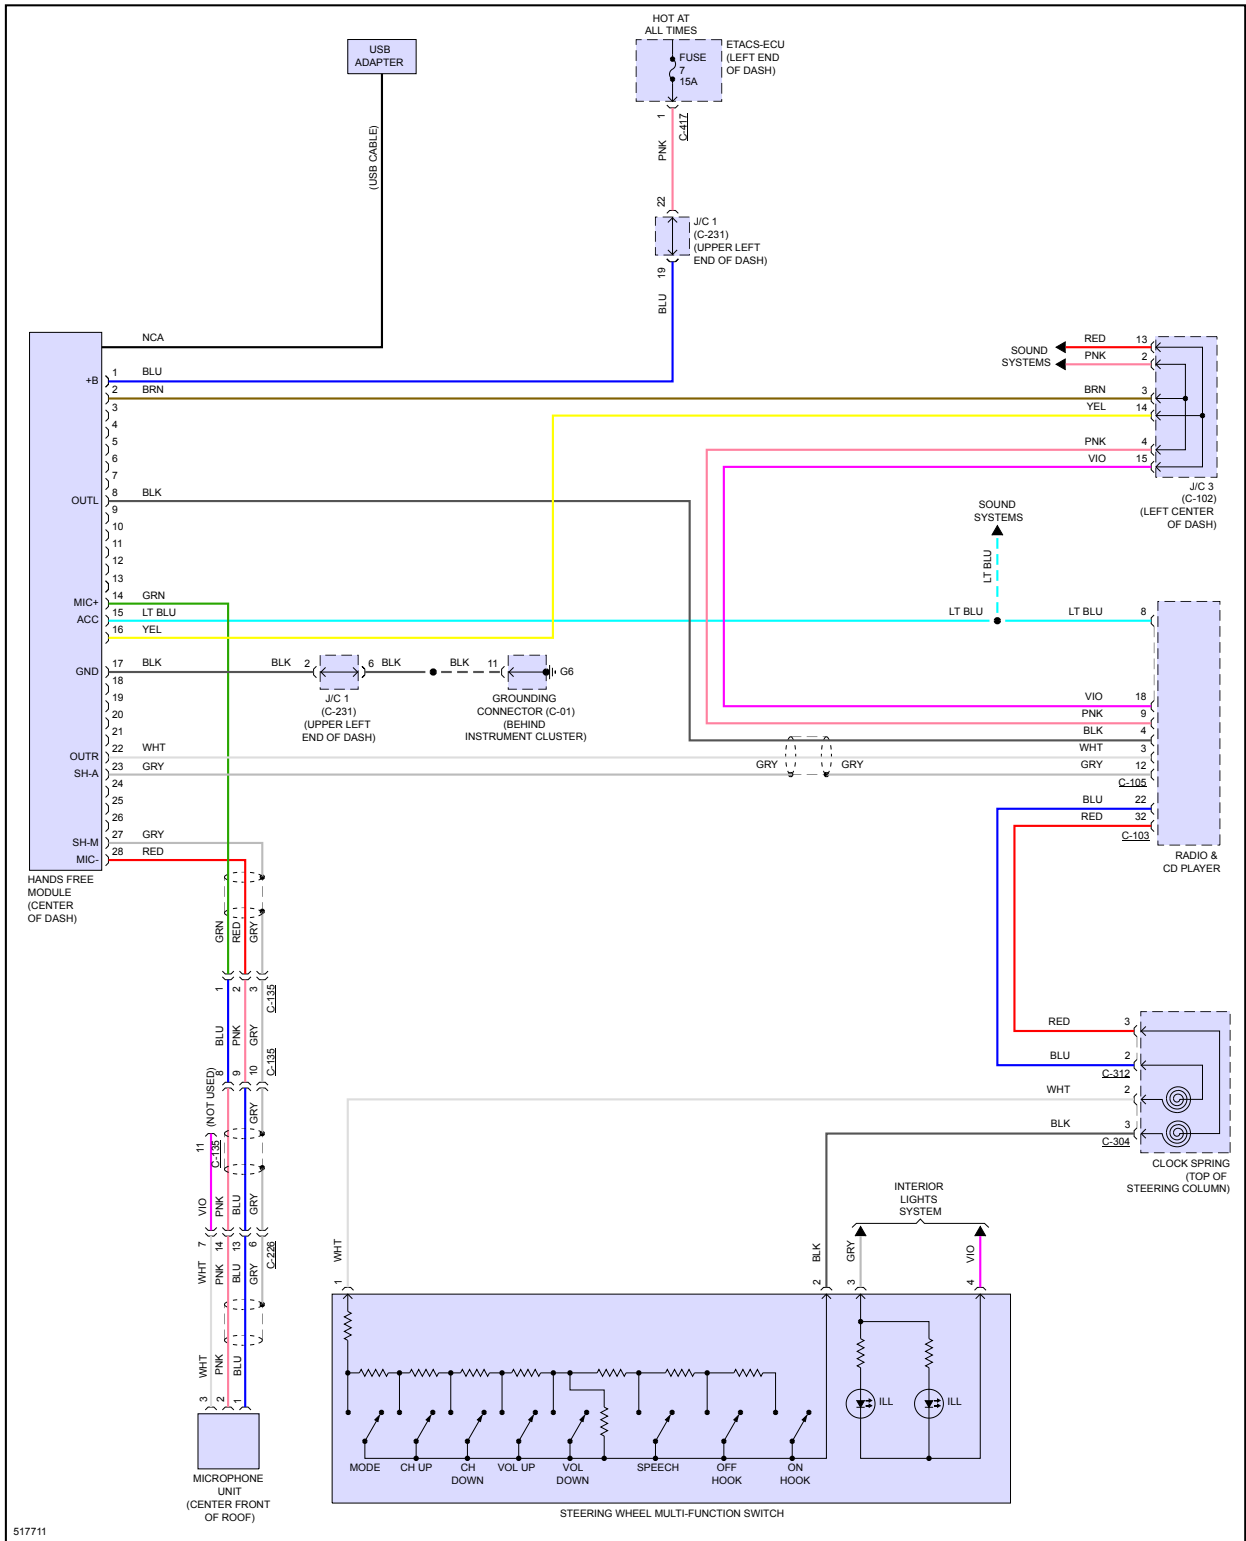 HOT AT
ALL TIMES
USB
ADAPTER
FUSE
7
15A
ETACS-ECU
(LEFT END
OF DASH)
1
C-417
PNK
(USB CABLE)
22
J/C 1
(C-231)
(UPPER LEFT
END OF DASH)
19
BLU
NCA
+B
1
BLU
2
BRN
3
4
5
6
7
OUTL
8
BLK
9
10
11
12
13
MIC+
14
GRN
ACC
15
LT BLU
16
YEL
GND
17
BLK
18
19
20
21
OUTR
22
WHT
SH-A
23
GRY
24
25
26
SH-M
27
GRY
MIC-
28
RED
HANDS FREE
MODULE
(CENTER
OF DASH)
SOUND
SYSTEMS
RED
13
PNK
2
BRN
3
YEL
14
PNK
4
VIO
15
J/C 3
(C-102)
(LEFT CENTER
OF DASH)
SOUND
SYSTEMS
LT BLU
LT BLU
LT BLU
8
BLK
2
6
BLK
BLK
11
G6
J/C 1
(C-231)
(UPPER LEFT
END OF DASH)
GROUNDING
CONNECTOR (C-01)
(BEHIND
INSTRUMENT CLUSTER)
VIO
18
PNK
9
BLK
4
WHT
3
GRY
GRY
GRY
12
C-105
BLU
22
RED
32
C-103
RADIO &
CD PLAYER
GRN
RED
GRY
1
2
3
C-135
BLU
PNK
GRY
8
9
10
C-135
(NOT USED)
GRY
11
C-135
VIO
PNK
BLU
GRY
7
14
13
6
C-226
WHT
PNK
BLU
GRY
WHT
PNK
BLU
3
2
1
MICROPHONE
UNIT
(CENTER FRONT
OF ROOF)
RED
3
BLU
2
C-312
WHT
2
BLK
3
C-304
CLOCK SPRING
(TOP OF
STEERING COLUMN)
INTERIOR
LIGHTS
SYSTEM
WHT
BLK
GRY
VIO
1
2
3
4
ILL
ILL
MODE
CH UP
CH
DOWN
VOL UP
VOL
DOWN
SPEECH
OFF
HOOK
ON
HOOK
STEERING WHEEL MULTI-FUNCTION SWITCH
517711